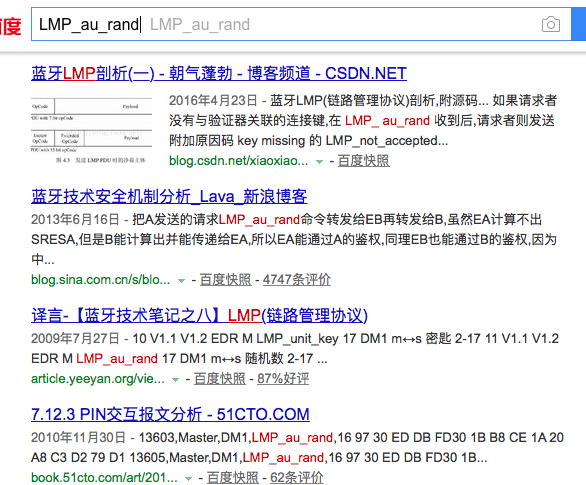 百度 LMP_au_rand LMP_au_rand
蓝牙LMP剖析(一) - 朝气蓬勃 - 博客频道 - CSDN.NET
2016年4月23日 - 蓝牙LMP(链路管理协议)剖析,附源码... 如果请求者
没有与验证器关联的连接键,在 LMP_ au_rand 收到后,请求者则发送
附加原因码 key missing 的 LMP_not_accepted...
OpCode Payload
PDU with 7 bit OpCode
Escape OpCode Extended OpCode Payload
PDU with 15 bit OpCode
图 4.3 发送 LMP PDU 时的净荷主体
blog.csdn.net/xiaoxiao... - 百度快照
蓝牙技术安全机制分析_Lava_新浪博客
2013年6月16日 - 把A发送的请求LMP_au_rand命令转发给EB再转发给B,虽然EA计算不出
SRESA,但是B能计算出并能传递给EA,所以EA能通过A的鉴权,同理EB也能通过B的鉴权,因为
中...
blog.sina.com.cn/s/blo... - 百度快照 - 4747条评价
译言-【蓝牙技术笔记之八】LMP(链路管理协议)
2009年7月27日 - 10 V1.1 V1.2 EDR M LMP_unit_key 17 DM1 m↔s 密匙 2-17 11 V1.1 V1.2
EDR M LMP_au_rand 17 DM1 m↔s 随机数 2-17 ...
article.yeeyan.org/vie... - 百度快照 - 87%好评
7.12.3 PIN交互报文分析 - 51CTO.COM
2010年11月30日 - 13603,Master,DM1,LMP_au_rand,16 97 30 ED DB FD30 1B B8 CE 1A 20
A8 C3 D2 79 D1 13605,Master,DM1,LMP_au_rand,16 97 30 ED DB FD30 1B...
book.51cto.com/art/201... - 百度快照 - 62条评价